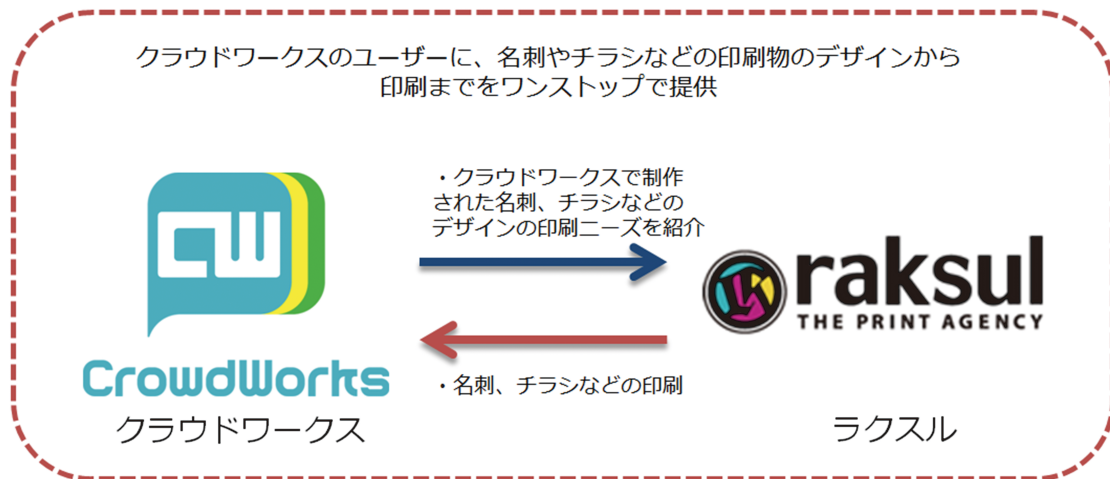 クラウドワークスのユーザーに、名刺やチラシなどの印刷物のデザインから
印刷までをワンストップで提供
・クラウドワークスで制作
された名刺、チラシなどの
デザインの印刷ニーズを紹介
CW
CrowdWorks
クラウドワークス
raksul
THE PRINT AGENCY
・名刺、チラシなどの印刷
ラクスル